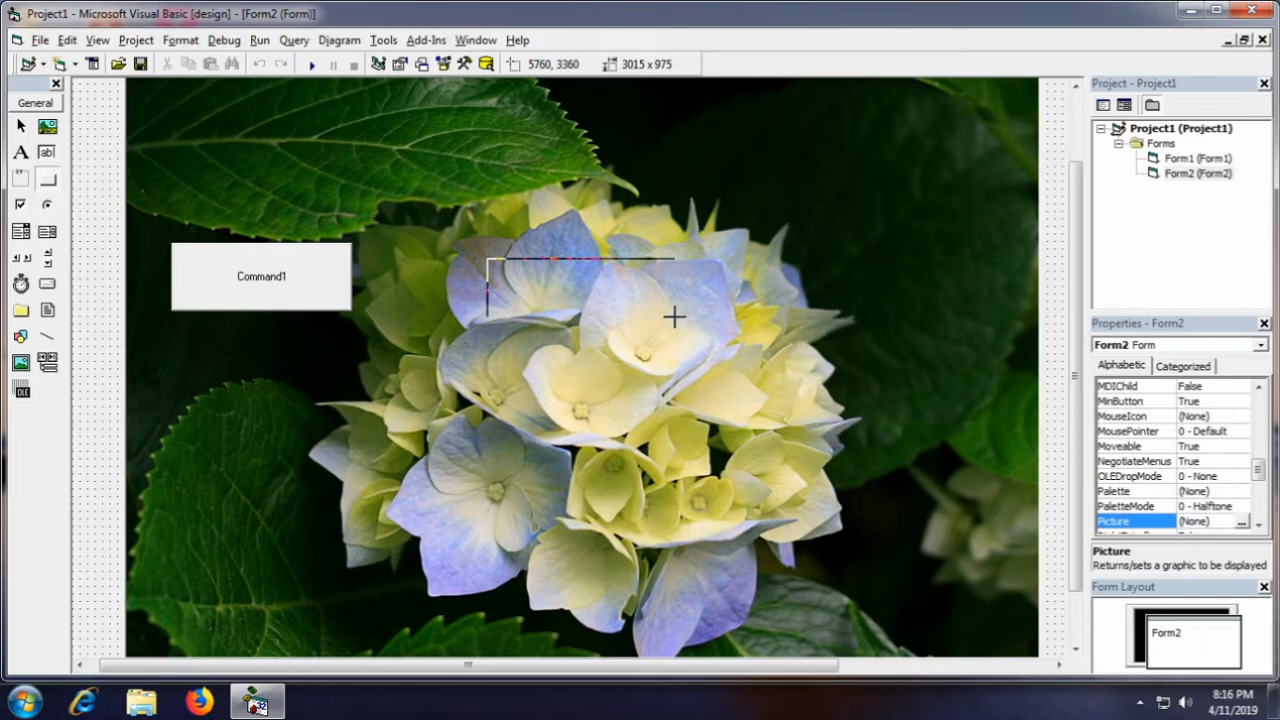 Project1 - Microsoft Visual Basic [design] - [Form2 (Form)]
File Edit View Project Format Debug Run Query Diagram Tools Add-Ins Window Help
5760, 3360 3015 x 975
General
A ab|
XY
OLE
Command1
Project - Project1
Project1 (Project1)
Forms
Form1 (Form1)
Form2 (Form2)
Properties - Form2
Form2 Form
Alphabetic Categorized
MDIChild False
MinButton True
MouseIcon (None)
MousePointer 0 - Default
Moveable True
NegotiateMenus True
OLEDropMode 0 - None
Palette (None)
PaletteMode 0 - Halftone
Picture (None) ...
Picture
Returns/sets a graphic to be displayed
Form Layout
Form2
32
8:16 PM
4/11/2019